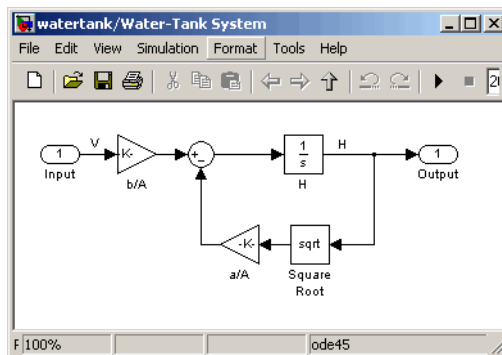 watertank/Water-Tank System
File Edit View Simulation Format Tools Help
V H
1 K- +- 1/s 1
Input b/A H Output
-K- sqrt
a/A Square
Root
F 100% ode45